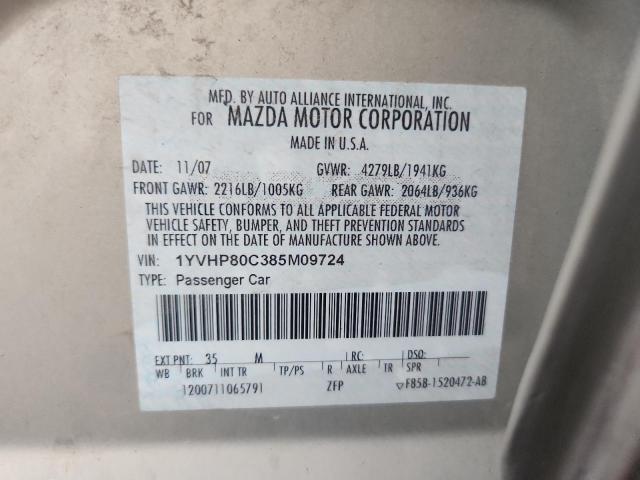 MFD. BY AUTO ALLIANCE INTERNATIONAL, INC.
FOR MAZDA MOTOR CORPORATION
MADE IN U.S.A.
DATE: 11/07 GVWR: 4279LB/1941KG
FRONT GAWR: 2216LB/1005KG REAR GAWR: 2064LB/936KG
THIS VEHICLE CONFORMS TO ALL APPLICABLE FEDERAL MOTOR
VEHICLE SAFETY, BUMPER, AND THEFT PREVENTION STANDARDS
IN EFFECT ON THE DATE OF MANUFACTURE SHOWN ABOVE.
VIN: 1YVHP80C385M09724
TYPE: Passenger Car
EXT PNT: 35 M RC: DSO:
WB BRK INT TR TP/PS R AXLE TR SPR
1200711065791 ZFP ▽F85B-1520472-AB